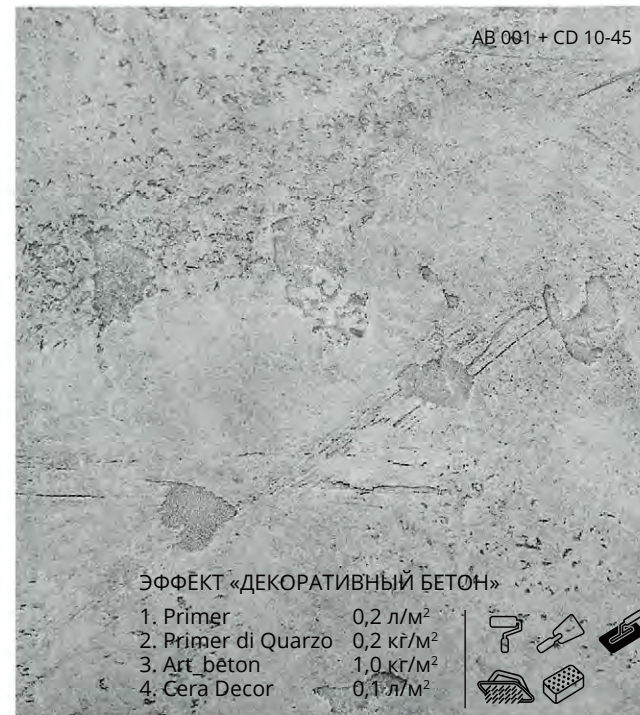 AB 001 + CD 10-45
ЭФФЕКТ «ДЕКОРАТИВНЫЙ БЕТОН»
1. Primer 0,2 л/м²
2. Primer di Quarzo 0,2 кг/м²
3. Art_beton 1,0 кг/м²
4. Cera Decor 0,1 л/м²